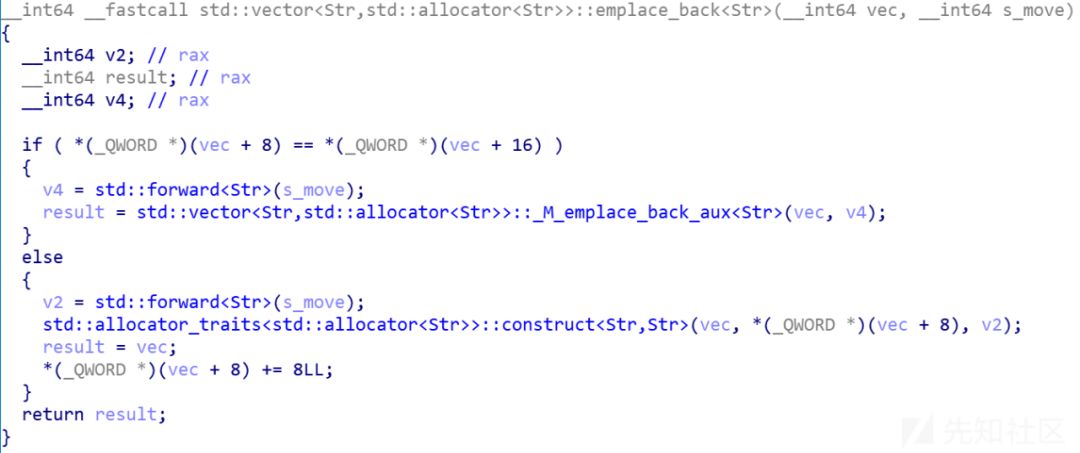 __int64 __fastcall std::vector<Str,std::allocator<Str>>::emplace_back<Str>(__int64 vec, __int64 s_move)
{
  __int64 v2; // rax
  __int64 result; // rax
  __int64 v4; // rax

  if ( *(_QWORD *)(vec + 8) == *(_QWORD *)(vec + 16) )
  {
    v4 = std::forward<Str>(s_move);
    result = std::vector<Str,std::allocator<Str>>::_M_emplace_back_aux<Str>(vec, v4);
  }
  else
  {
    v2 = std::forward<Str>(s_move);
    std::allocator_traits<std::allocator<Str>>::construct<Str,Str>(vec, *(_QWORD *)(vec + 8), v2);
    result = vec;
    *(_QWORD *)(vec + 8) += 8LL;
  }
  return result;
}
先知社区